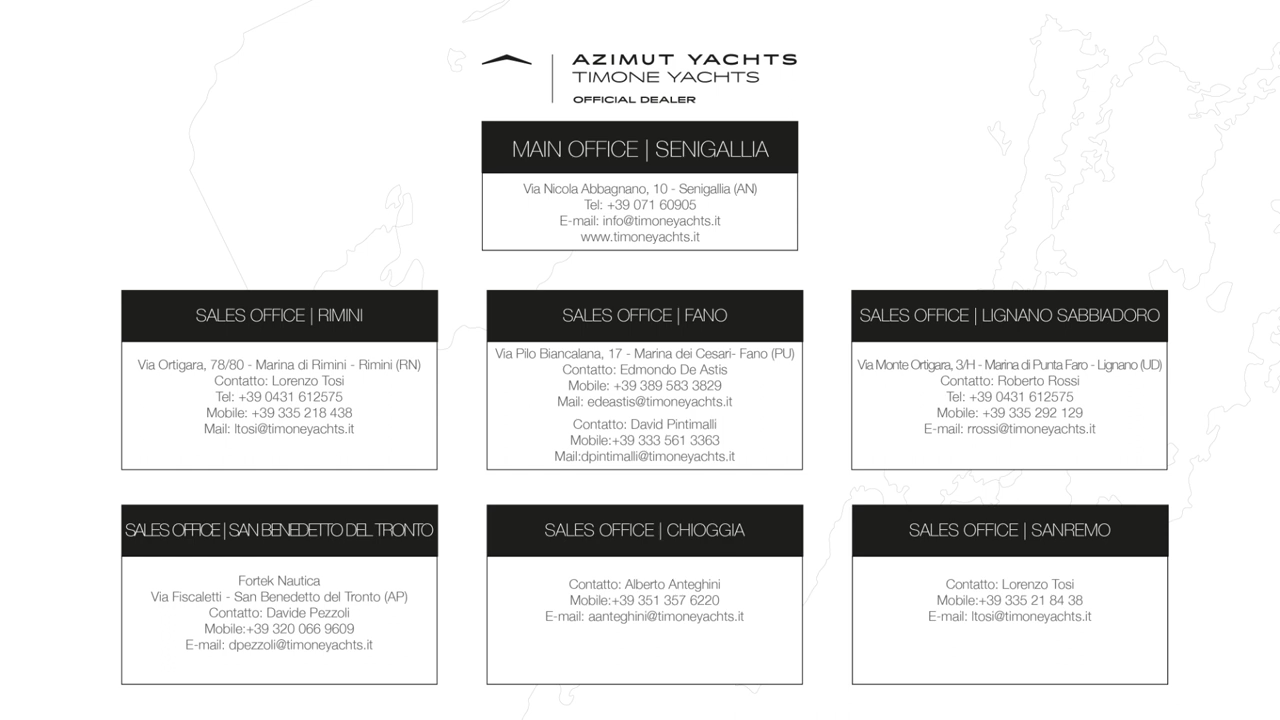 AZIMUT YACHTS
TIMONE YACHTS
OFFICIAL DEALER
MAIN OFFICE | SENIGALLIA
Via Nicola Abbagnano, 10 - Senigallia (AN)
Tel: +39 071 60905
E-mail: info@timoneyachts.it
www.timoneyachts.it
SALES OFFICE | RIMINI
Via Ortigara, 78/80 - Marina di Rimini - Rimini (RN)
Contatto: Lorenzo Tosi
Tel: +39 0431 612575
Mobile: +39 335 218 438
Mail: ltosi@timoneyachts.it
SALES OFFICE | FANO
Via Pilo Biancalana, 17 - Marina dei Cesari- Fano (PU)
Contatto: Edmondo De Astis
Mobile: +39 389 583 3829
Mail: edeastis@timoneyachts.it
Contatto: David Pintimalli
Mobile:+39 333 561 3363
Mail:dpintimalli@timoneyachts.it
SALES OFFICE | LIGNANO SABBIADORO
Via Monte Ortigara, 3/H - Marina di Punta Faro - Lignano (UD)
Contatto: Roberto Rossi
Tel: +39 0431 612575
Mobile: +39 335 292 129
E-mail: rrossi@timoneyachts.it
SALES OFFICE | SAN BENEDETTO DEL TRONTO
Fortek Nautica
Via Fiscaletti - San Benedetto del Tronto (AP)
Contatto: Davide Pezzoli
Mobile:+39 320 066 9609
E-mail: dpezzoli@timoneyachts.it
SALES OFFICE | CHIOGGIA
Contatto: Alberto Anteghini
Mobile:+39 351 357 6220
E-mail: aanteghini@timoneyachts.it
SALES OFFICE | SANREMO
Contatto: Lorenzo Tosi
Mobile:+39 335 21 84 38
E-mail: ltosi@timoneyachts.it